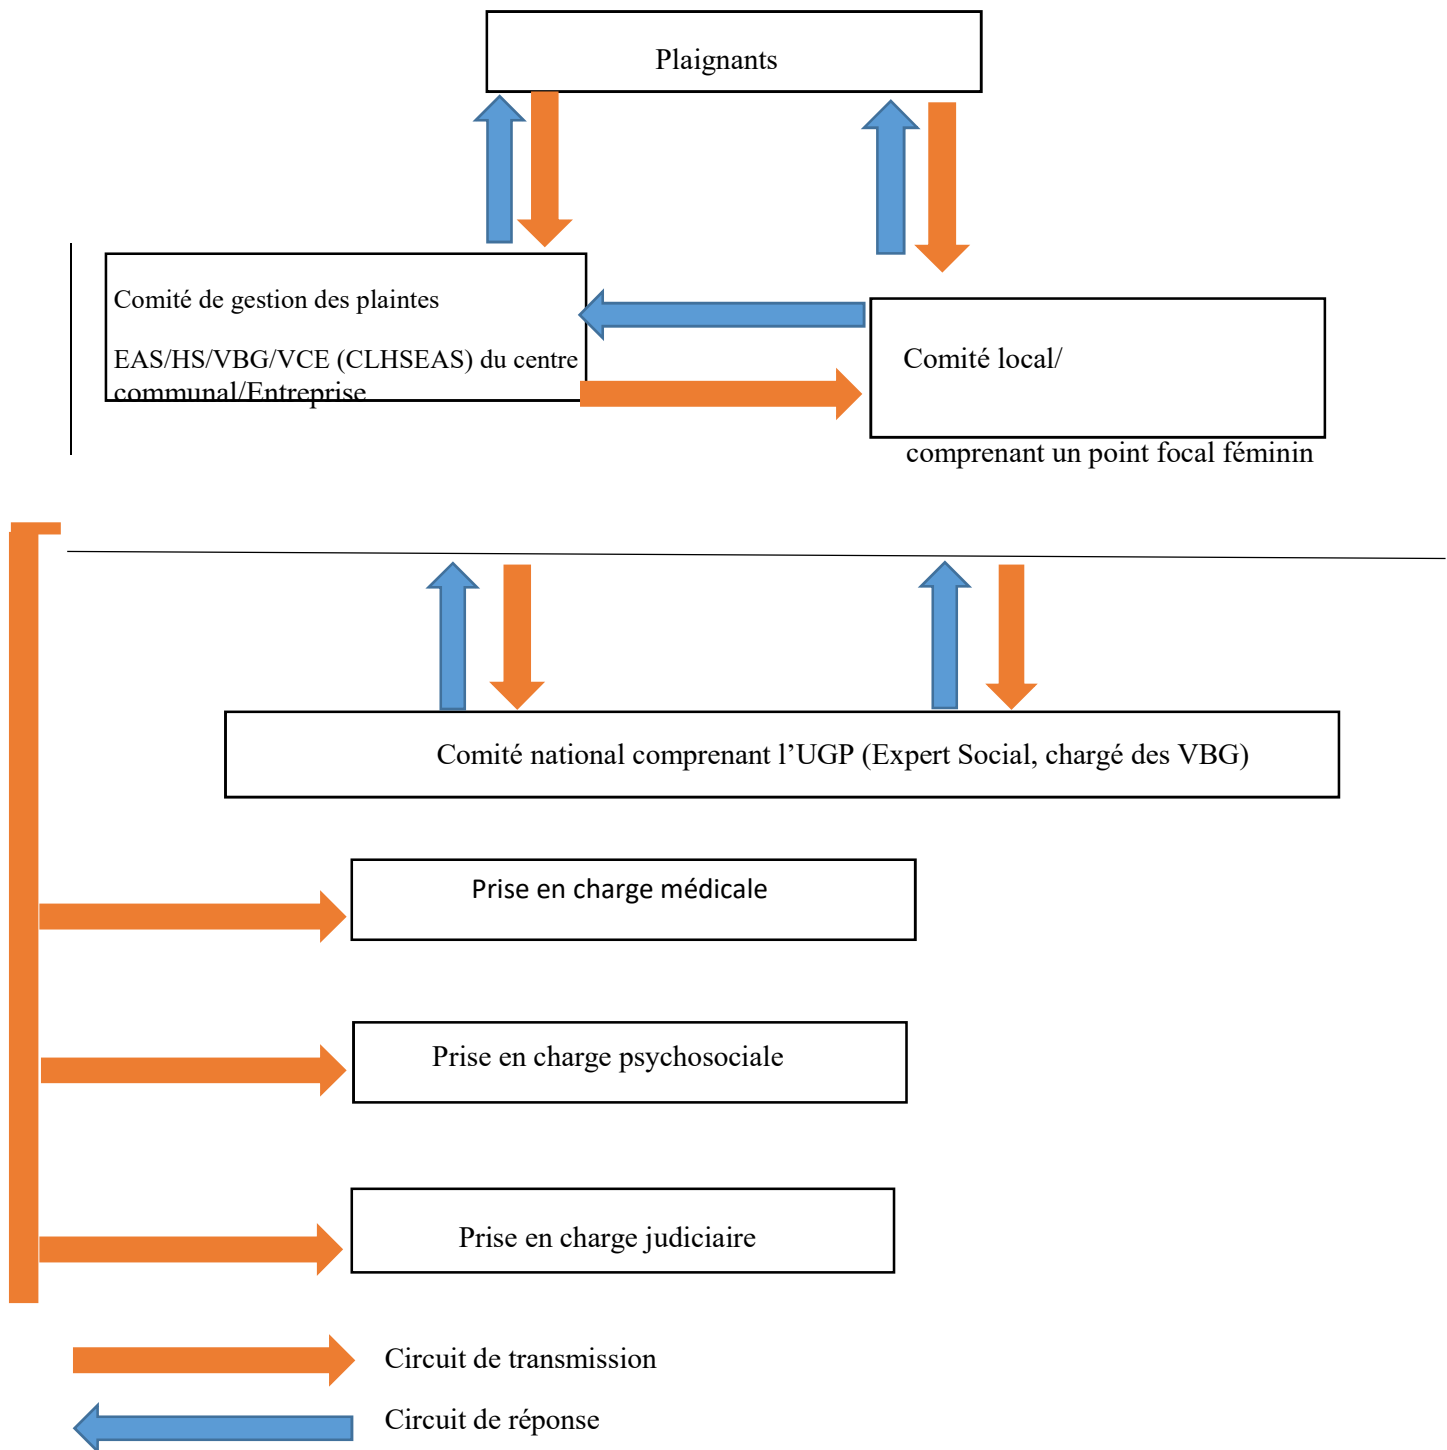 Plaignants
Comité de gestion des plaintes
EAS/HS/VBG/VCE (CLHSEAS) du centre
communal/Entreprise
Comité local/
comprenant un point focal féminin
Comité national comprenant l’UGP (Expert Social, chargé des VBG)
Prise en charge médicale
Prise en charge psychosociale
Prise en charge judiciaire
Circuit de transmission
Circuit de réponse